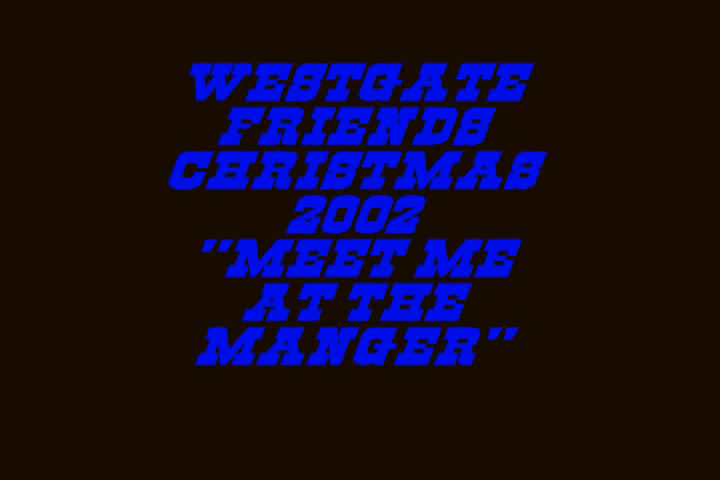 WESTGATE
FRIENDS
CHRISTMAS
2002
"MEET ME
AT THE
MANGER"